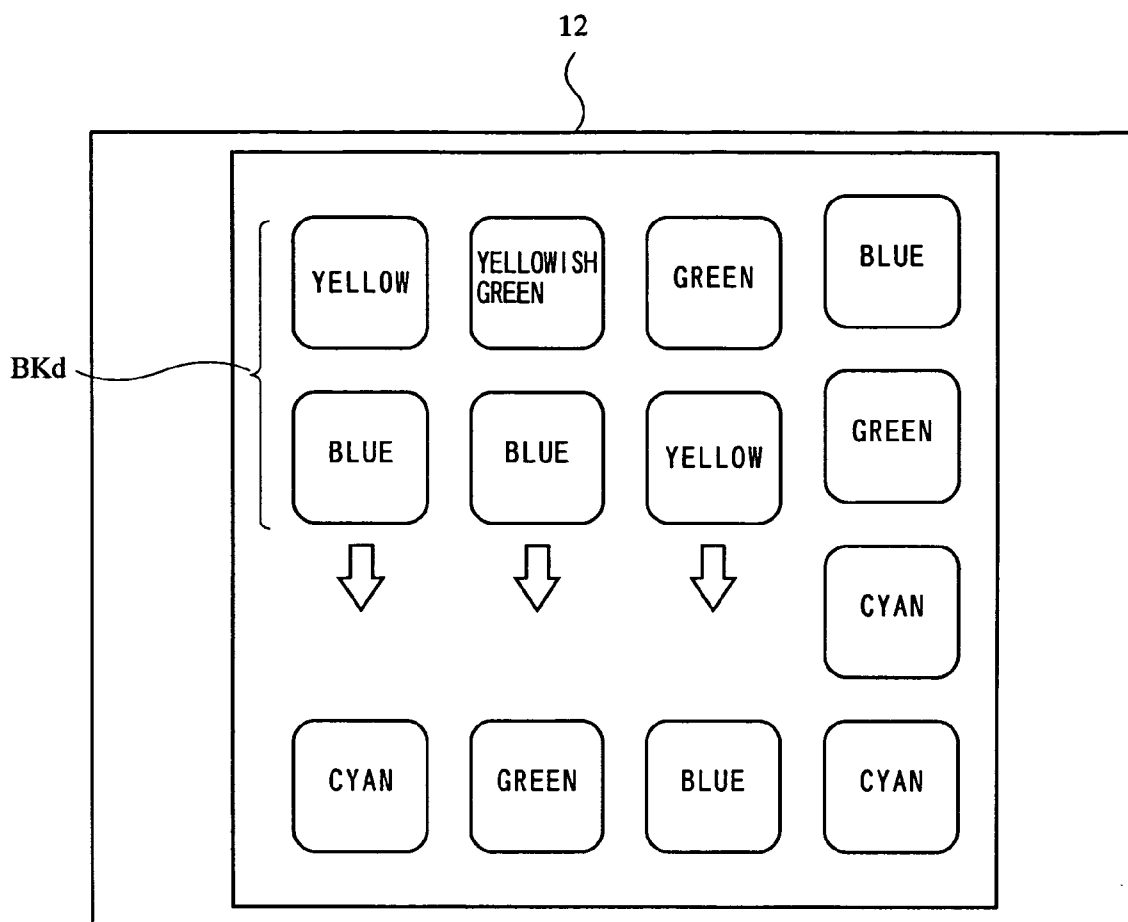 12
YELLOW
YELLOWISH
GREEN
GREEN
BLUE
BKd
BLUE
BLUE
YELLOW
GREEN
CYAN
CYAN
GREEN
BLUE
CYAN